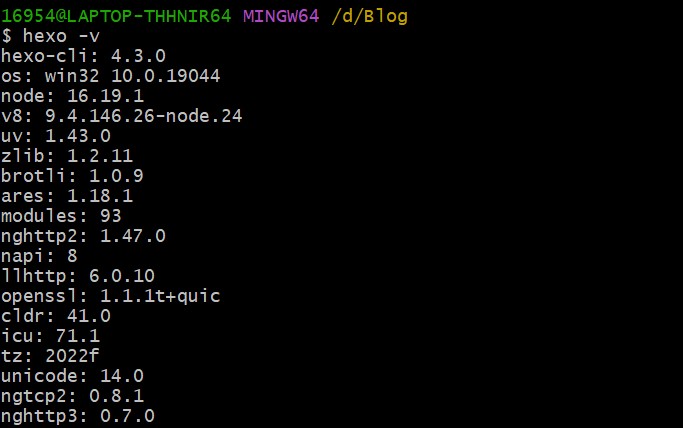 16954@LAPTOP-THHNIR64 MINGW64 /d/Blog
$ hexo -v
hexo-cli: 4.3.0
os: win32 10.0.19044
node: 16.19.1
v8: 9.4.146.26-node.24
uv: 1.43.0
zlib: 1.2.11
brotli: 1.0.9
ares: 1.18.1
modules: 93
nghttp2: 1.47.0
napi: 8
llhttp: 6.0.10
openssl: 1.1.1t+quic
cldr: 41.0
icu: 71.1
tz: 2022f
unicode: 14.0
ngtcp2: 0.8.1
nghttp3: 0.7.0